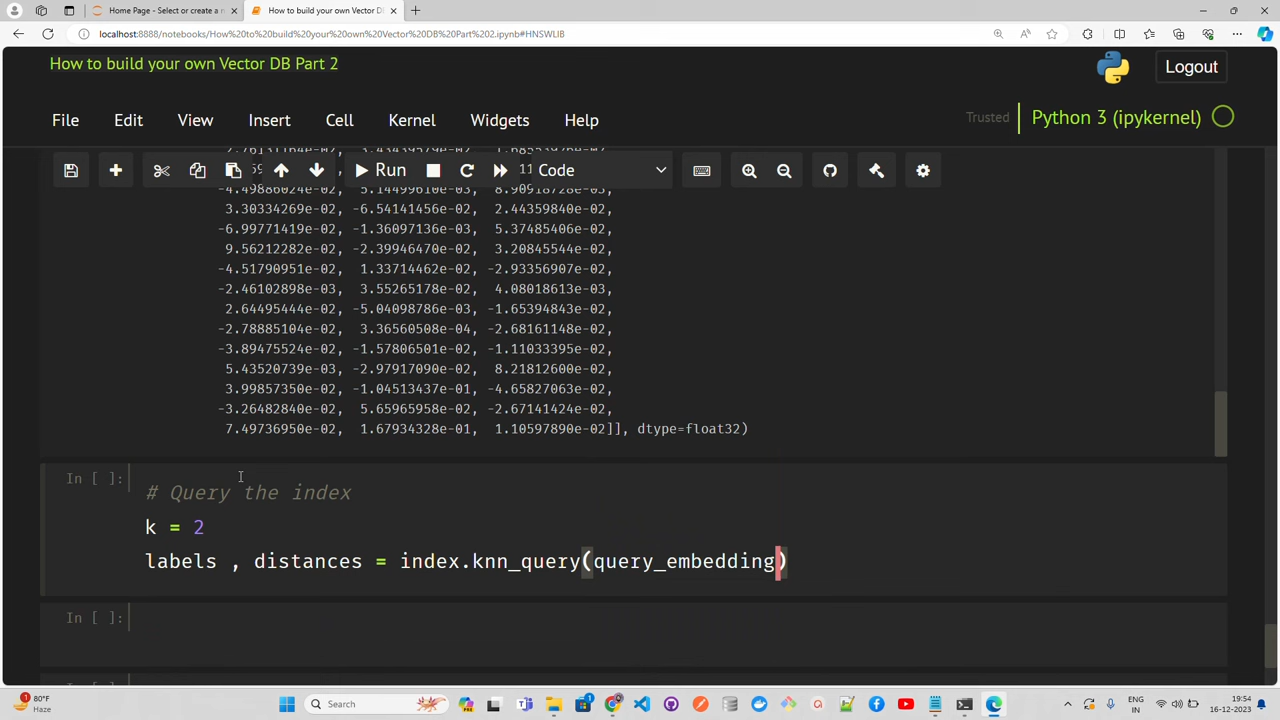 Home Page - Select or create a n
How to build your own Vector D
localhost:8888/notebooks/How%20to%20build%20your%20own%20Vector%20DB%20Part%202.ipynb#HNSWLIB
How to build your own Vector DB Part 2
Logout
File Edit View Insert Cell Kernel Widgets Help
Trusted
Python 3 (ipykernel)
Run
Code
-4.49886024e-02, 5.14499610e-03, 8.90918728e-03,
3.30334269e-02, -6.54141456e-02, 2.44359840e-02,
-6.99771419e-02, -1.36097136e-03, 5.37485406e-02,
9.56212282e-02, -2.39946470e-02, 3.20845544e-02,
-4.51790951e-02, 1.33714462e-02, -2.93356907e-02,
-2.46102898e-03, 3.55265178e-02, 4.08018613e-03,
2.64495444e-02, -5.04098786e-03, -1.65394843e-02,
-2.78885104e-02, 3.36560508e-04, -2.68161148e-02,
-3.89475524e-02, -1.57806501e-02, -1.11033395e-02,
5.43520739e-03, -2.97917090e-02, 8.21812600e-02,
3.99857350e-02, -1.04513437e-01, -4.65827063e-02,
-3.26482840e-02, 5.65965958e-02, -2.67141424e-02,
7.49736950e-02, 1.67934328e-01, 1.10597890e-02]], dtype=float32)
In [ ]:
# Query the index
k = 2
labels , distances = index.knn_query(query_embedding)
In [ ]:
80°F
Haze
Search
ENG
IN
19:54
16-12-2023